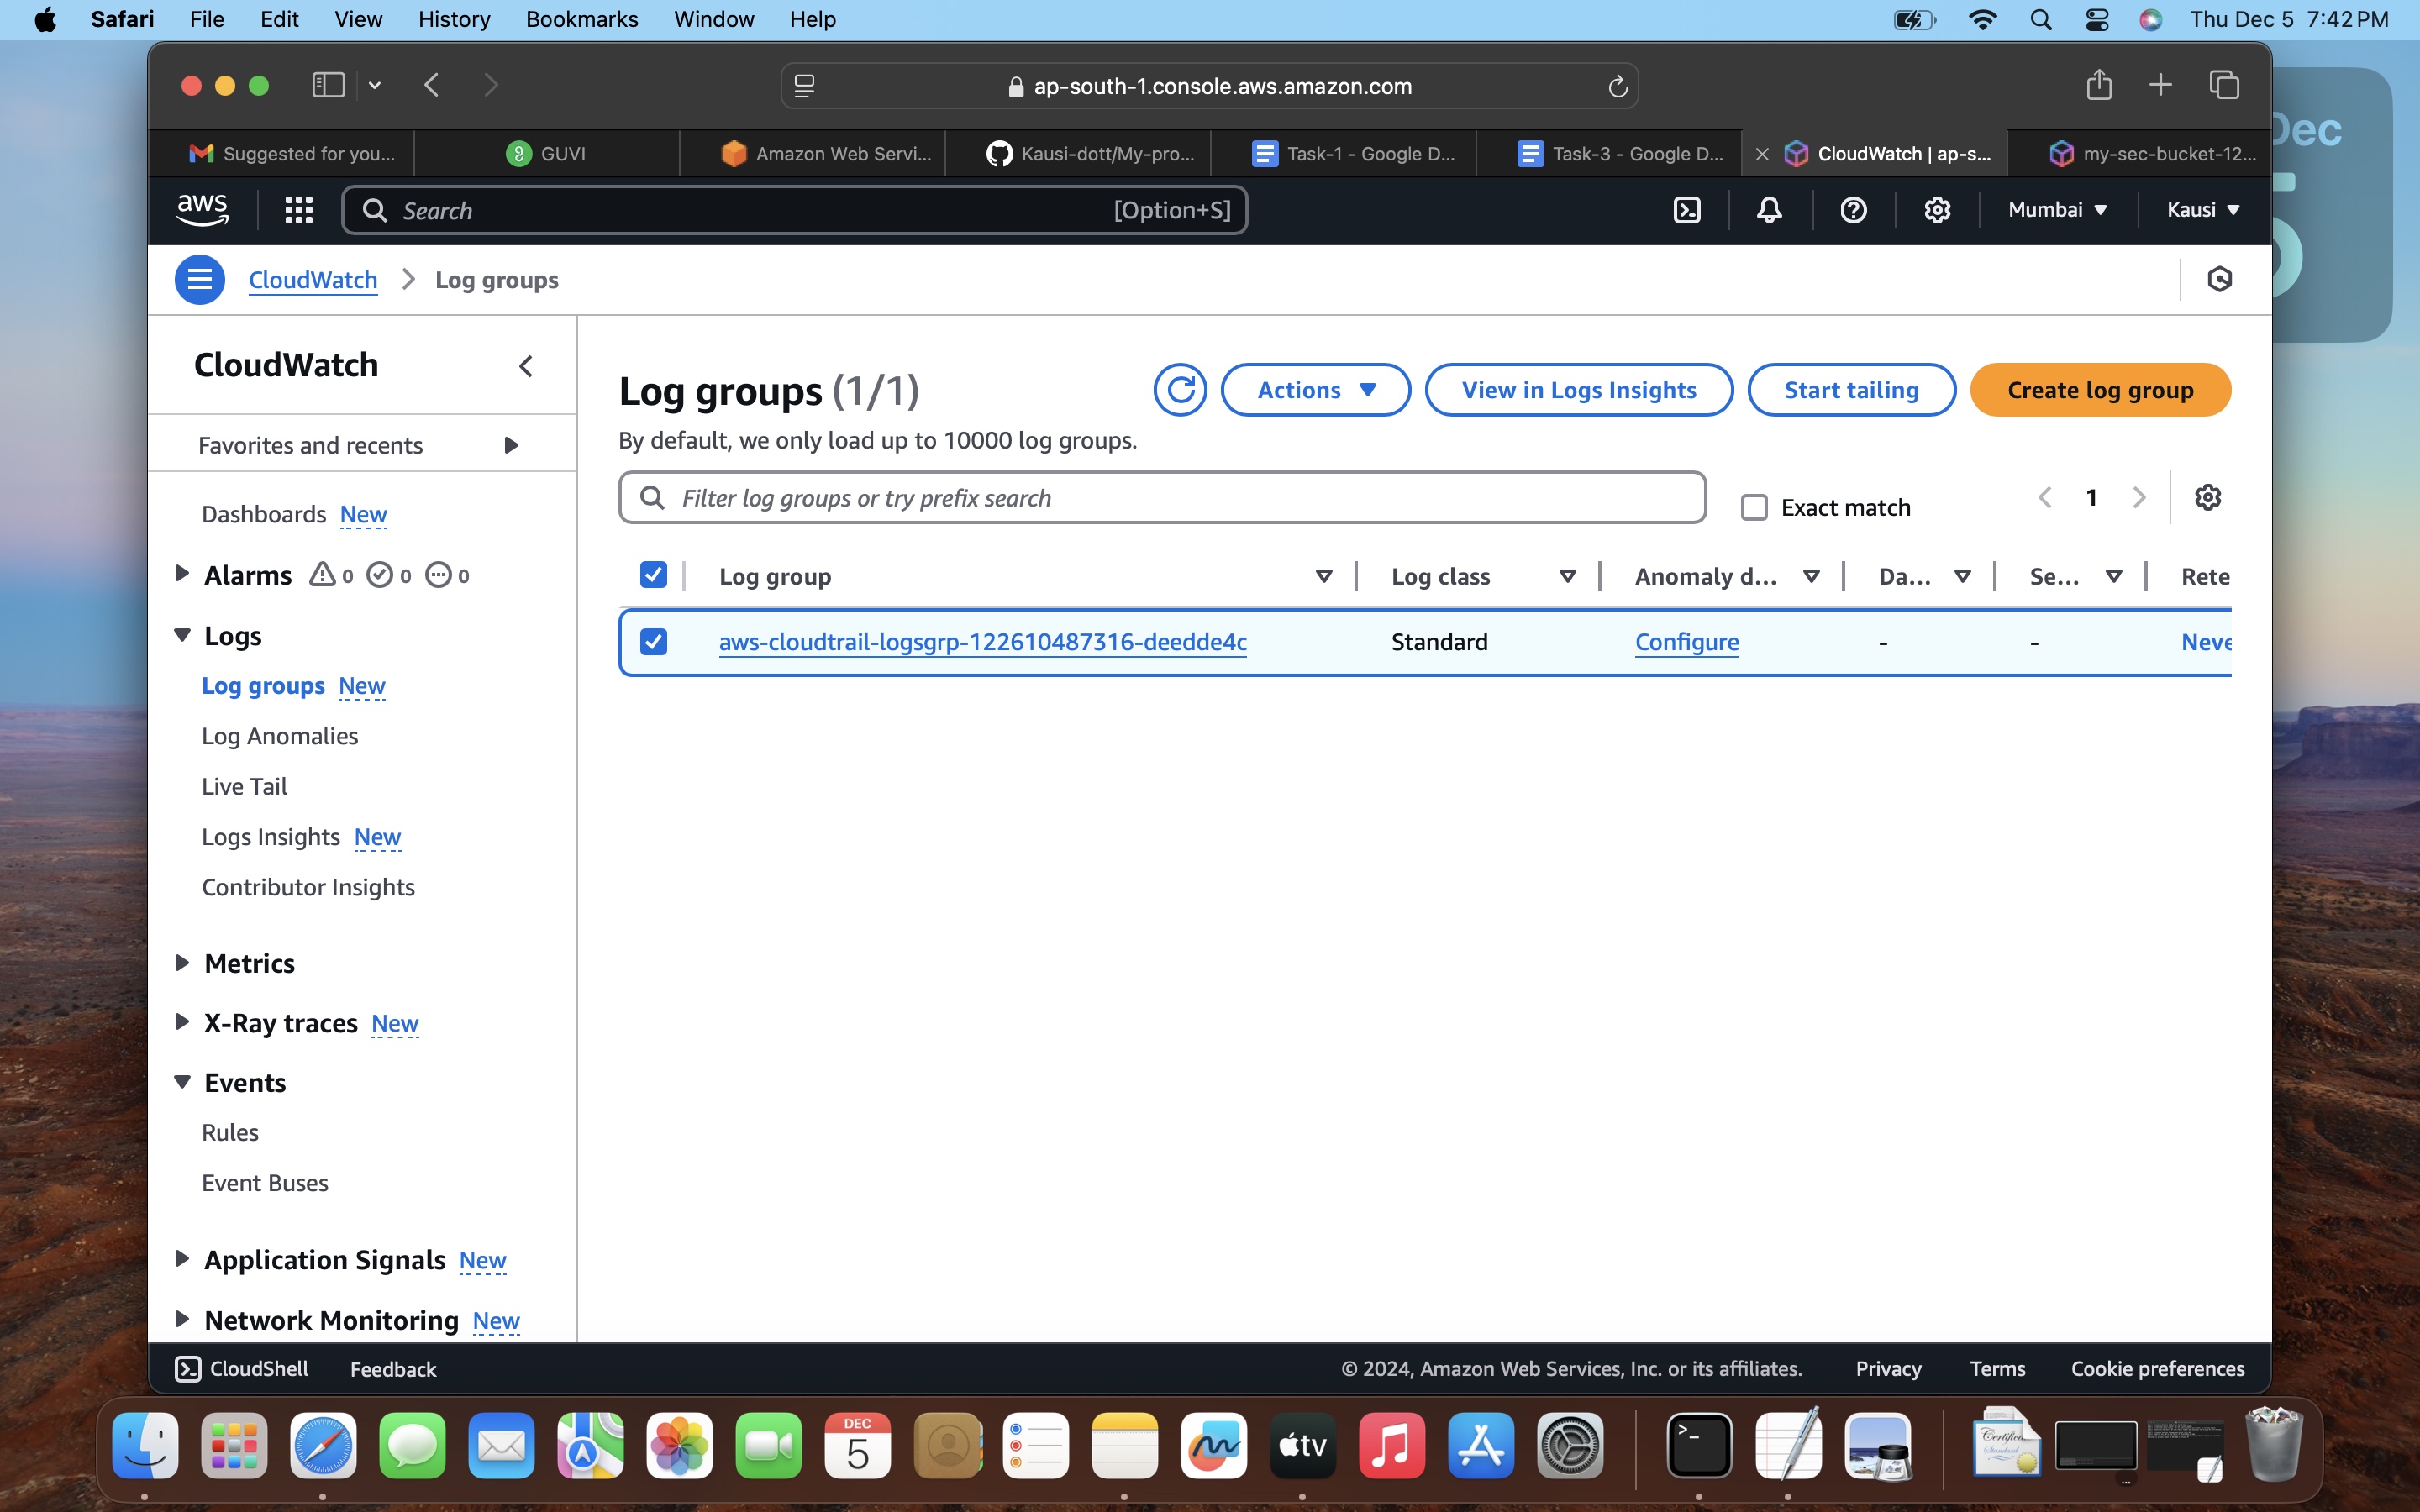 Safari File Edit View History Bookmarks Window Help Thu Dec 5 7:42 PM
ap-south-1.console.aws.amazon.com
Suggested for you... GUVI Amazon Web Servi... Kausi-dott/My-pro... Task-1 - Google D... Task-3 - Google D... CloudWatch | ap-s... my-sec-bucket-12...
Dec
5
aws Search [Option+S] Mumbai Kausi
CloudWatch Log groups
CloudWatch
Favorites and recents
Dashboards New
Alarms 0 0 0
Logs
Log groups New
Log Anomalies
Live Tail
Logs Insights New
Contributor Insights
Metrics
X-Ray traces New
Events
Rules
Event Buses
Application Signals New
Network Monitoring New
Log groups (1/1) Actions View in Logs Insights Start tailing Create log group
By default, we only load up to 10000 log groups.
Filter log groups or try prefix search Exact match 1
Log group Log class Anomaly d... Da... Se... Rete
aws-cloudtrail-logsgrp-122610487316-deedde4c Standard Configure - - Neve
CloudShell Feedback © 2024, Amazon Web Services, Inc. or its affiliates. Privacy Terms Cookie preferences
DEC
5
tv